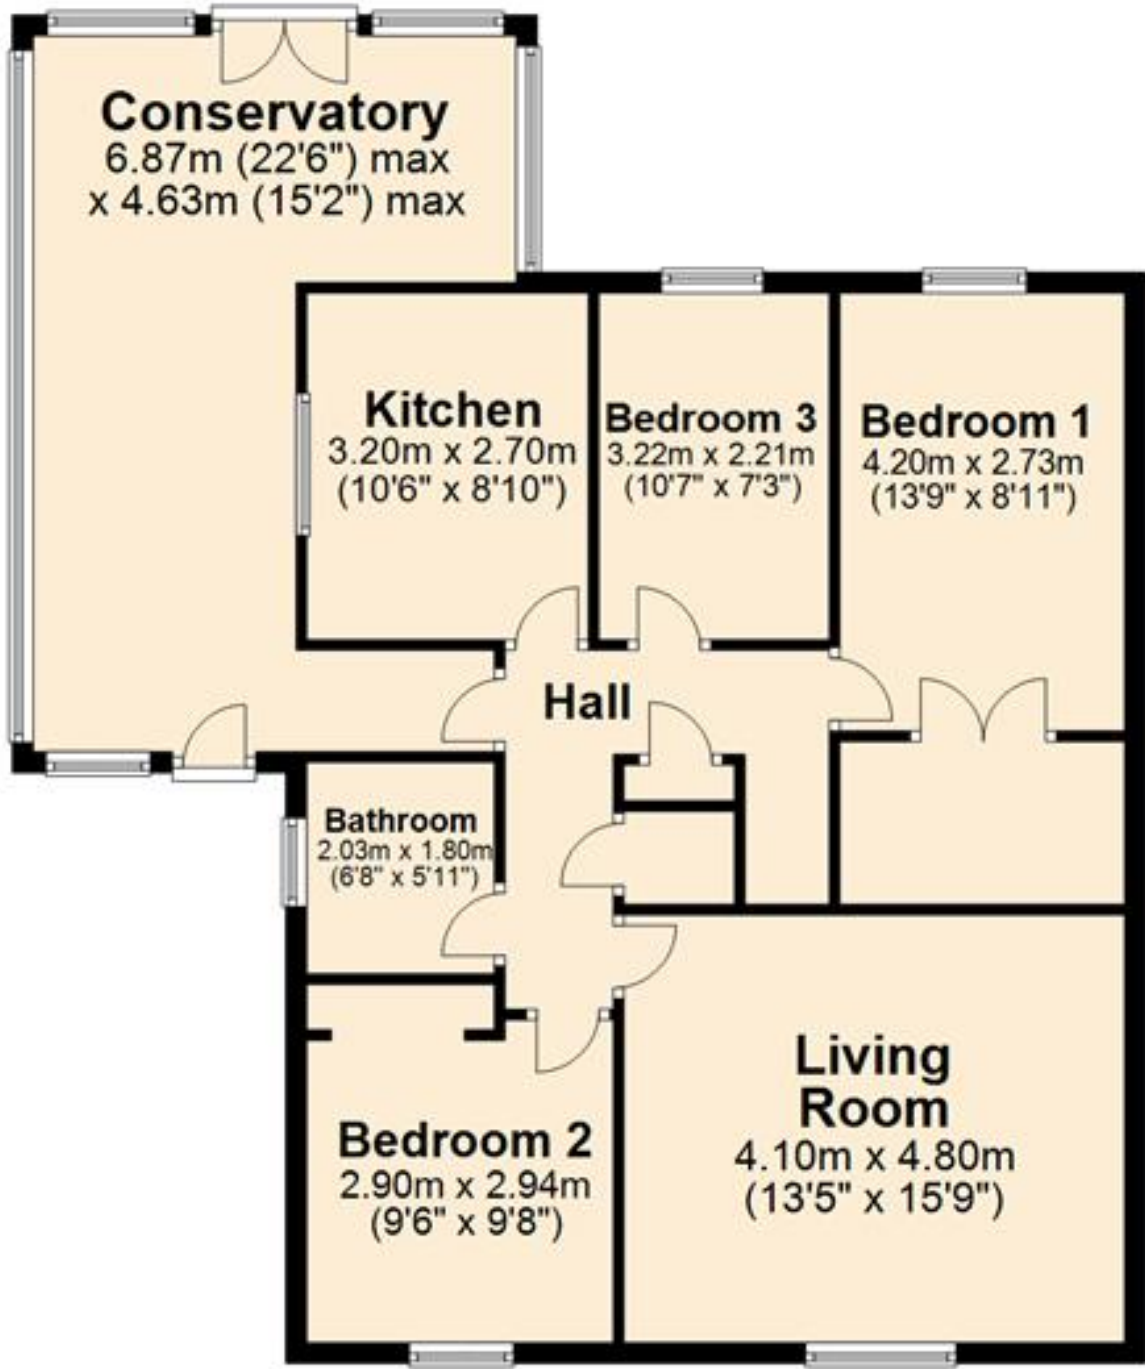 Conservatory
6.87m (22'6") max
x 4.63m (15'2") max
Kitchen
3.20m x 2.70m
(10'6" x 8'10")
Bedroom 3
3.22m x 2.21m
(10'7" x 7'3")
Bedroom 1
4.20m x 2.73m
(13'9" x 8'11")
Hall
Bathroom
2.03m x 1.80m
(6'8" x 5'11")
Bedroom 2
2.90m x 2.94m
(9'6" x 9'8")
Living
Room
4.10m x 4.80m
(13'5" x 15'9")